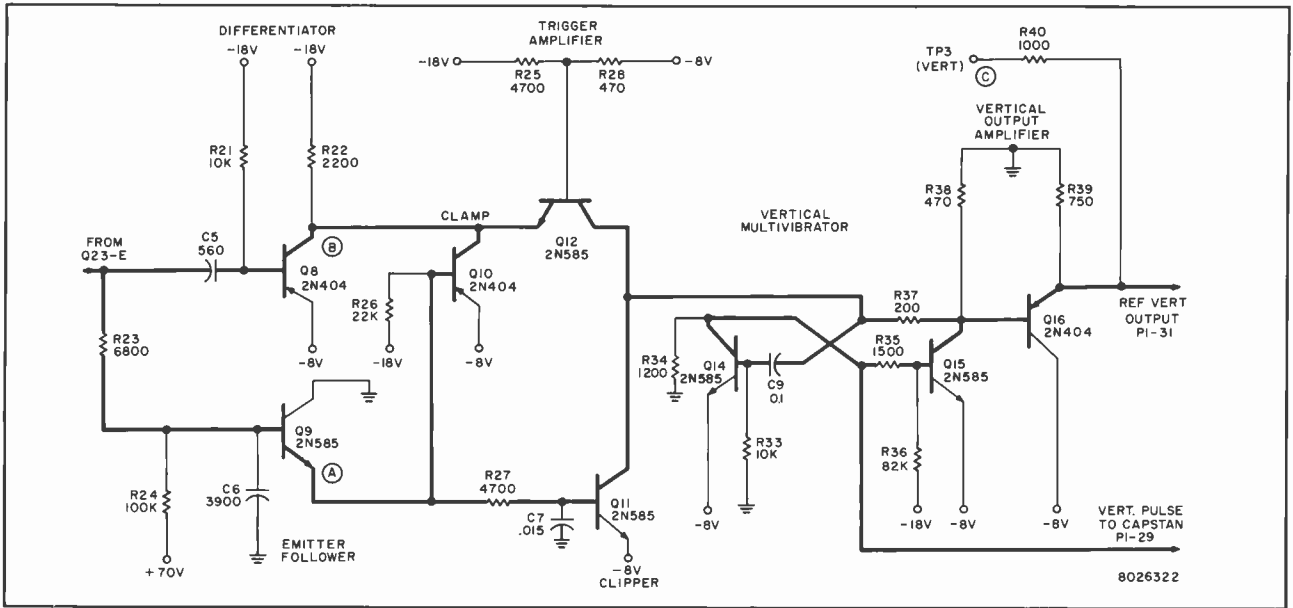 DIFFERENTIATOR
-18V
-18V
R21
10K
R22
2200
TRIGGER
AMPLIFIER
-18V
R25
4700
R28
470
-8V
R40
1000
TP3
(VERT)
C
VERTICAL
OUTPUT
AMPLIFIER
R38
470
R39
750
FROM
Q23-E
C5
560
B
CLAMP
Q8
2N404
-8V
R26
22K
-18V
Q10
2N404
-8V
Q12
2N585
VERTICAL
MULTIVIBRATOR
R23
6800
R34
1200
Q14
2N585
C9
0.1
R33
10K
-8V
R37
200
R35
1500
Q15
2N585
R36
82K
-18V
-8V
Q16
2N404
-8V
REF VERT
OUTPUT
P1-31
Q9
2N585
A
R24
100K
+70V
C6
3900
EMITTER
FOLLOWER
R27
4700
C7
.015
Q11
2N585
-8V
CLIPPER
VERT. PULSE
TO CAPSTAN
P1-29
8026322